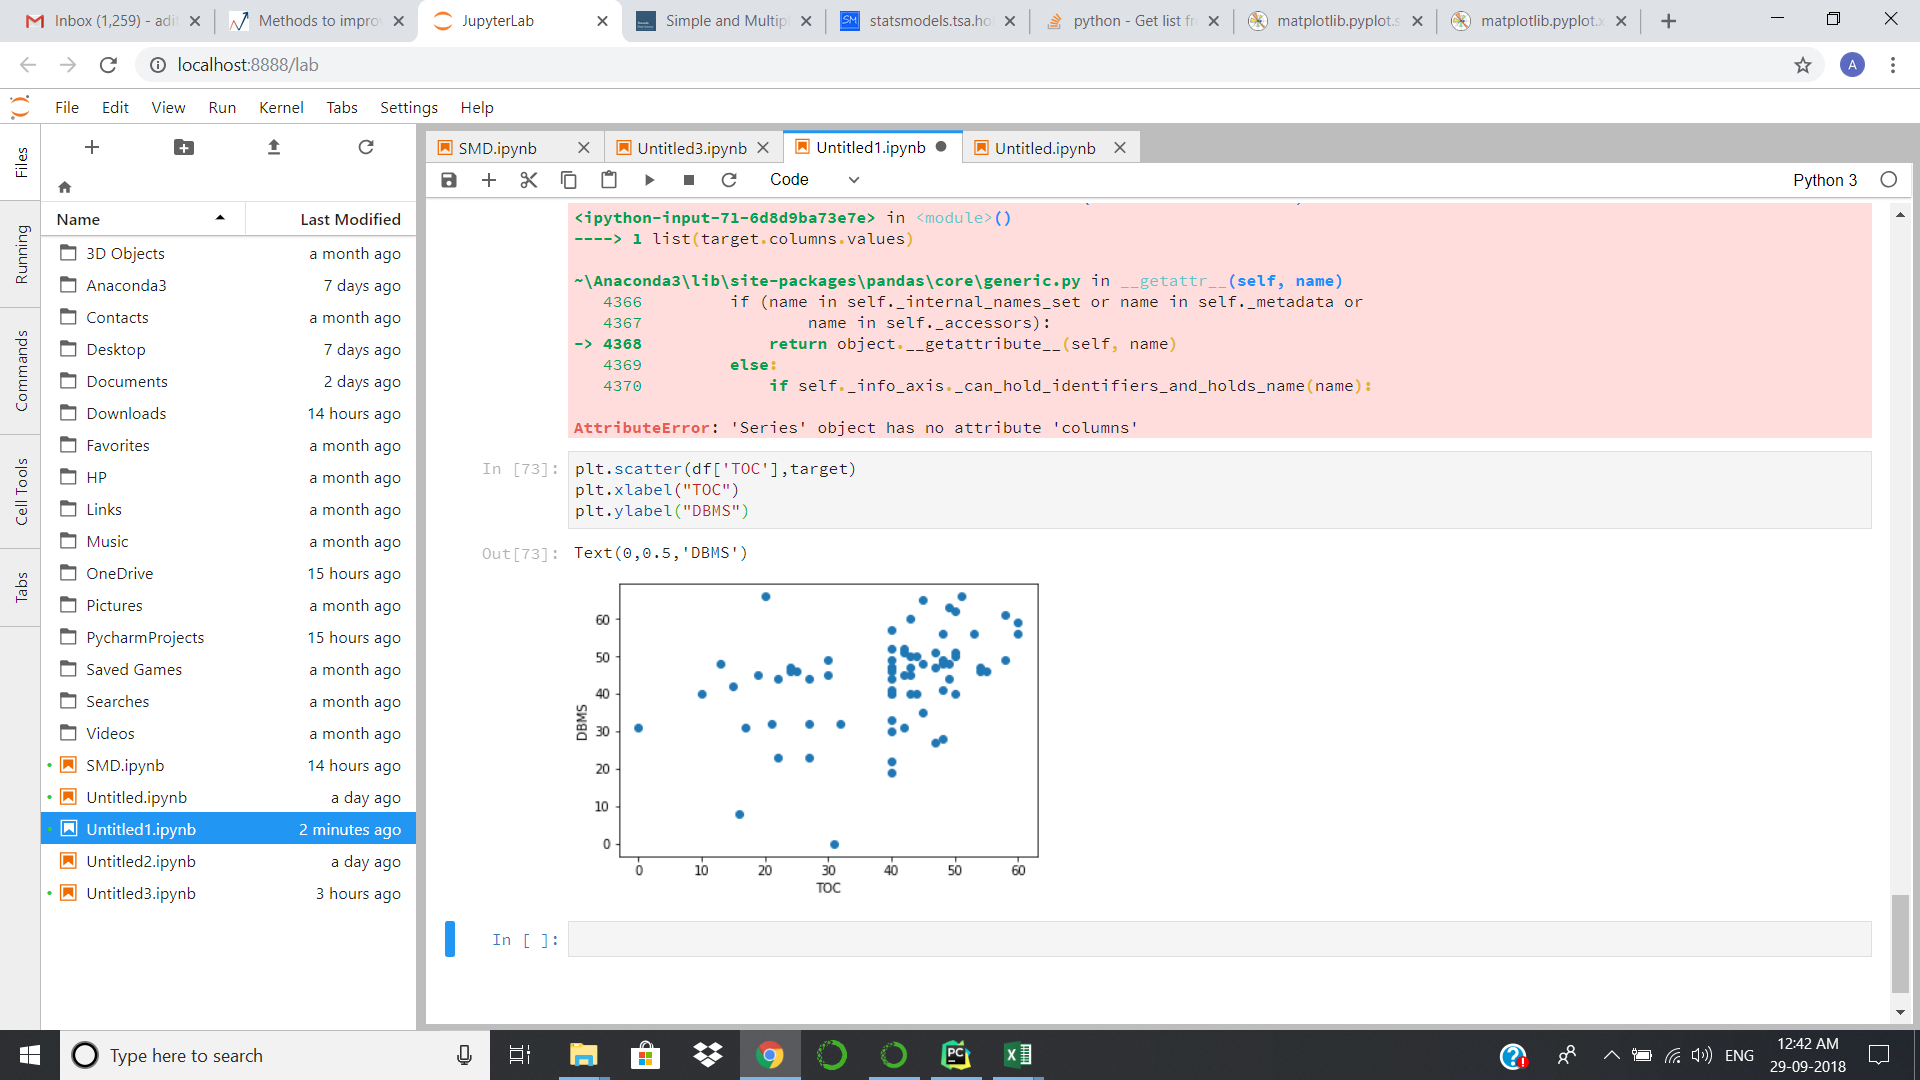 Inbox (1,259) - adi
Methods to impro
JupyterLab
Simple and Multip
statsmodels.tsa.ho
python - Get list fr
matplotlib.pyplot.s
matplotlib.pyplot.x
localhost:8888/lab
A
File Edit View Run Kernel Tabs Settings Help
Files
Running
Commands
Cell Tools
Tabs
Name Last Modified
3D Objects a month ago
Anaconda3 7 days ago
Contacts a month ago
Desktop 7 days ago
Documents 2 days ago
Downloads 14 hours ago
Favorites a month ago
HP a month ago
Links a month ago
Music a month ago
OneDrive 15 hours ago
Pictures a month ago
PycharmProjects 15 hours ago
Saved Games a month ago
Searches a month ago
Videos a month ago
SMD.ipynb 14 hours ago
Untitled.ipynb a day ago
Untitled1.ipynb 2 minutes ago
Untitled2.ipynb a day ago
Untitled3.ipynb 3 hours ago
SMD.ipynb
Untitled3.ipynb
Untitled1.ipynb
Untitled.ipynb
Code
Python 3
<ipython-input-71-6d8d9ba73e7e> in <module>()
----> 1 list(target.columns.values)
~\Anaconda3\lib\site-packages\pandas\core\generic.py in __getattr__(self, name)
4366 if (name in self._internal_names_set or name in self._metadata or
4367 name in self._accessors):
-> 4368 return object.__getattribute__(self, name)
4369 else:
4370 if self._info_axis._can_hold_identifiers_and_holds_name(name):
AttributeError: 'Series' object has no attribute 'columns'
In [73]: plt.scatter(df['TOC'],target)
plt.xlabel("TOC")
plt.ylabel("DBMS")
Out[73]: Text(0,0.5,'DBMS')
60
50
40
30
20
10
0
DBMS
0 10 20 30 40 50 60
TOC
In [ ]:
Type here to search
PC
ENG
12:42 AM
29-09-2018